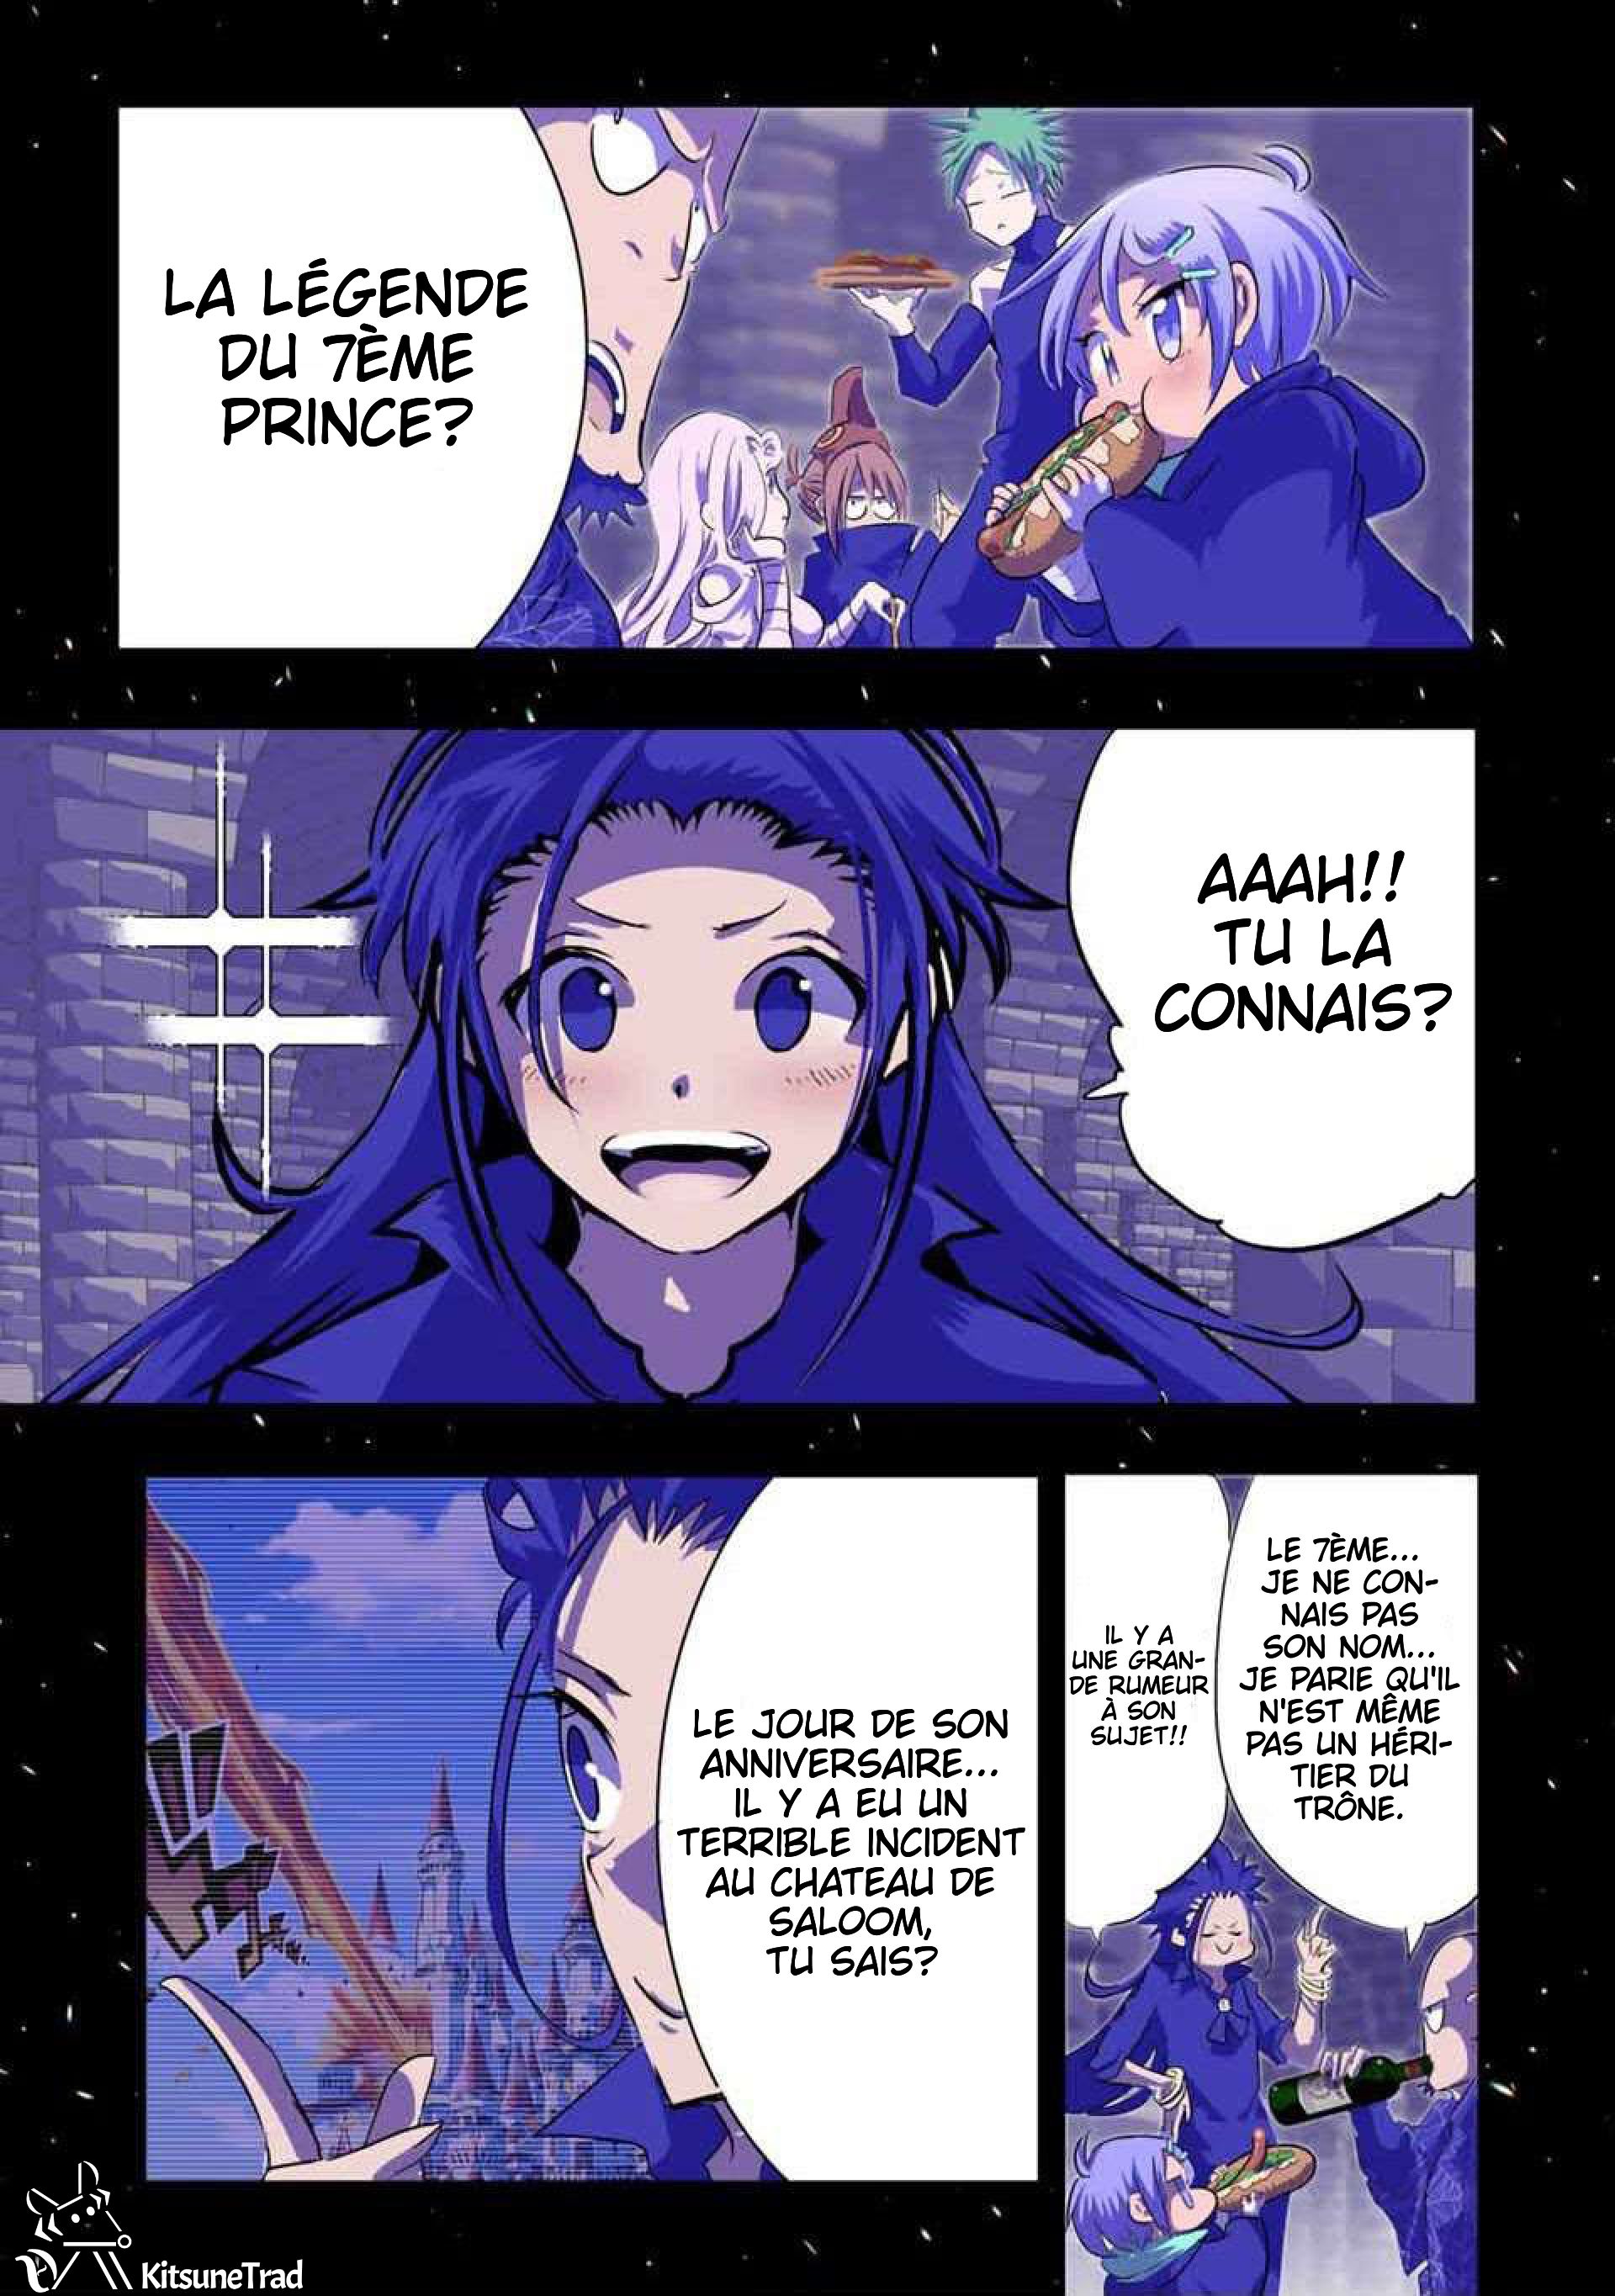 LA LÉGENDE
DU 7ÈME
PRINCE?
AAAH!!
TU LA
CONNAIS?
LE 7ÈME...
JE NE CON-
NAIS PAS
SON NOM...
JE PARIE QU'IL
N'EST MÊME
PAS UN HÉRI-
TIER DU
TRÔNE.
IL Y A
UNE GRAN-
DE RUMEUR
À SON
SUJET!!
LE JOUR DE SON
ANNIVERSAIRE...
IL Y A EU UN
TERRIBLE INCIDENT
AU CHATEAU DE
SALOOM,
TU SAIS?
KitsuneTrad